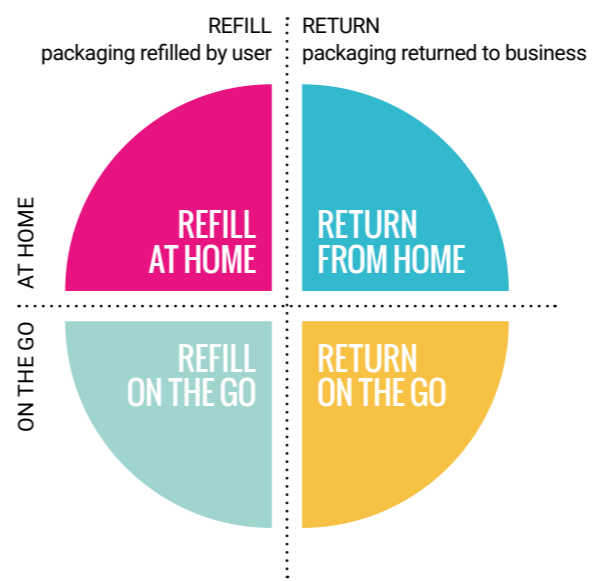 REFILL
packaging refilled by user
RETURN
packaging returned to business
AT HOME
REFILL
AT HOME
RETURN
FROM HOME
ON THE GO
REFILL
ON THE GO
RETURN
ON THE GO